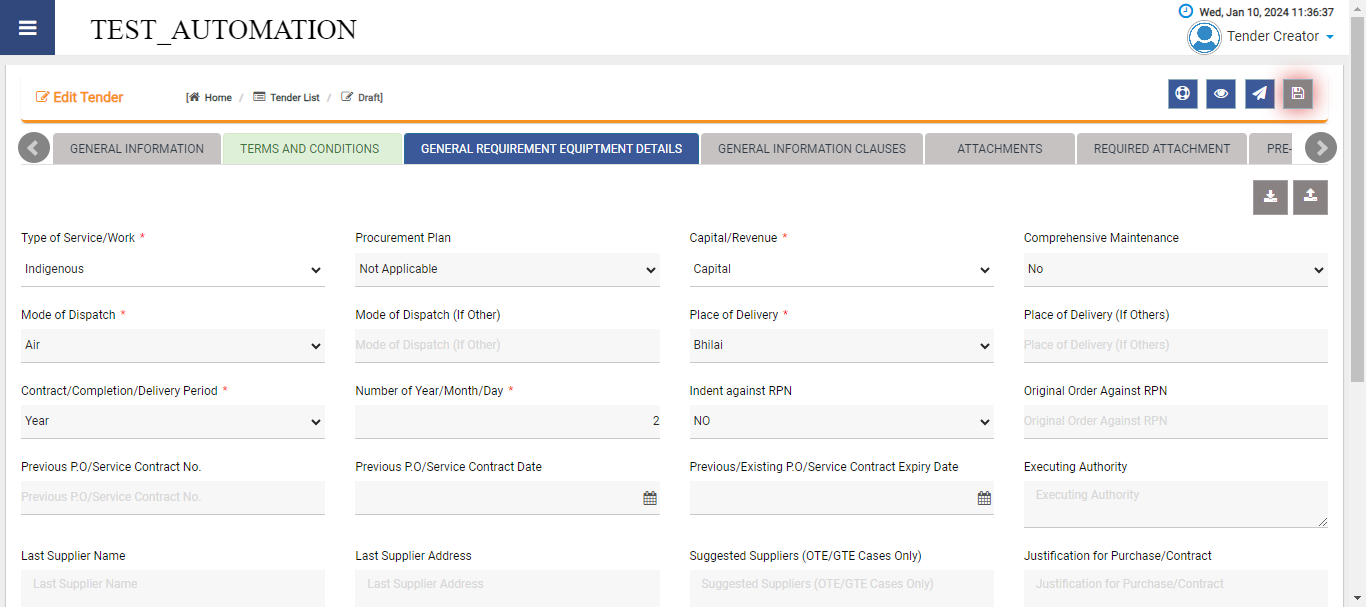 Wed, Jan 10, 2024 11:36:37
TEST_AUTOMATION
Tender Creator
Edit Tender
[ Home / Tender List / Draft]
GENERAL INFORMATION TERMS AND CONDITIONS GENERAL REQUIREMENT EQUIPTMENT DETAILS GENERAL INFORMATION CLAUSES ATTACHMENTS REQUIRED ATTACHMENT PRE-
Type of Service/Work * Procurement Plan Capital/Revenue * Comprehensive Maintenance
Indigenous Not Applicable Capital No
Mode of Dispatch * Mode of Dispatch (If Other) Place of Delivery * Place of Delivery (If Others)
Air Mode of Dispatch (If Other) Bhilai Place of Delivery (If Others)
Contract/Completion/Delivery Period * Number of Year/Month/Day * Indent against RPN Original Order Against RPN
Year 2 NO Original Order Against RPN
Previous P.O/Service Contract No. Previous P.O/Service Contract Date Previous/Existing P.O/Service Contract Expiry Date Executing Authority
Previous P.O/Service Contract No. Executing Authority
Last Supplier Name Last Supplier Address Suggested Suppliers (OTE/GTE Cases Only) Justification for Purchase/Contract
Last Supplier Name Last Supplier Address Suggested Suppliers (OTE/GTE Cases Only) Justification for Purchase/Contract